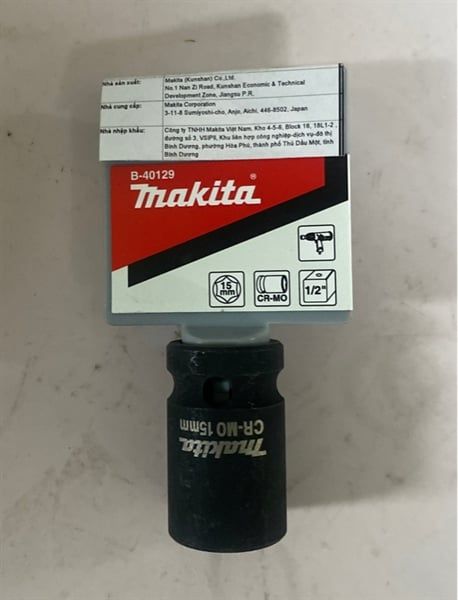 Nhà sản xuất: Makita (Kunshan) Co.,Ltd.
No.1 Nan Zi Road, Kunshan Economic & Technical
Development Zone, Jiangsu P.R.
Nhà cung cấp: Makita Corporation
3-11-8 Sumiyoshi-cho, Anjo, Aichi, 446-8502, Japan
Nhà nhập khẩu: Công ty TNHH Makita Việt Nam. Kho 4-5-6, Block 16, 18L1-2,
đường số 3, VSIPII, Khu liên hợp công nghiệp-dịch vụ-đô thị
Bình Dương, phường Hòa Phú, thành phố Thủ Dầu Một, tỉnh
Bình Dương
B-40129
makita®
15
mm
CR-MO
1/2"
makita
CR-MO 15mm